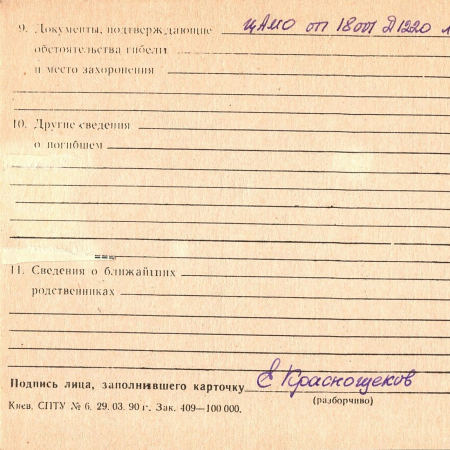 9. Документы, подтверждающие ЦАМО оп 18001 Д1220 л
обстоятельства гибели
и место захоронения
10. Другие сведения
о погибшем
11. Сведения о ближайших
родственниках
Подпись лица, заполнившего карточку Е Краснощеков
(разборчиво)
Киев. СПТУ № 6. 29. 03. 90 г. Зак. 409—100 000.